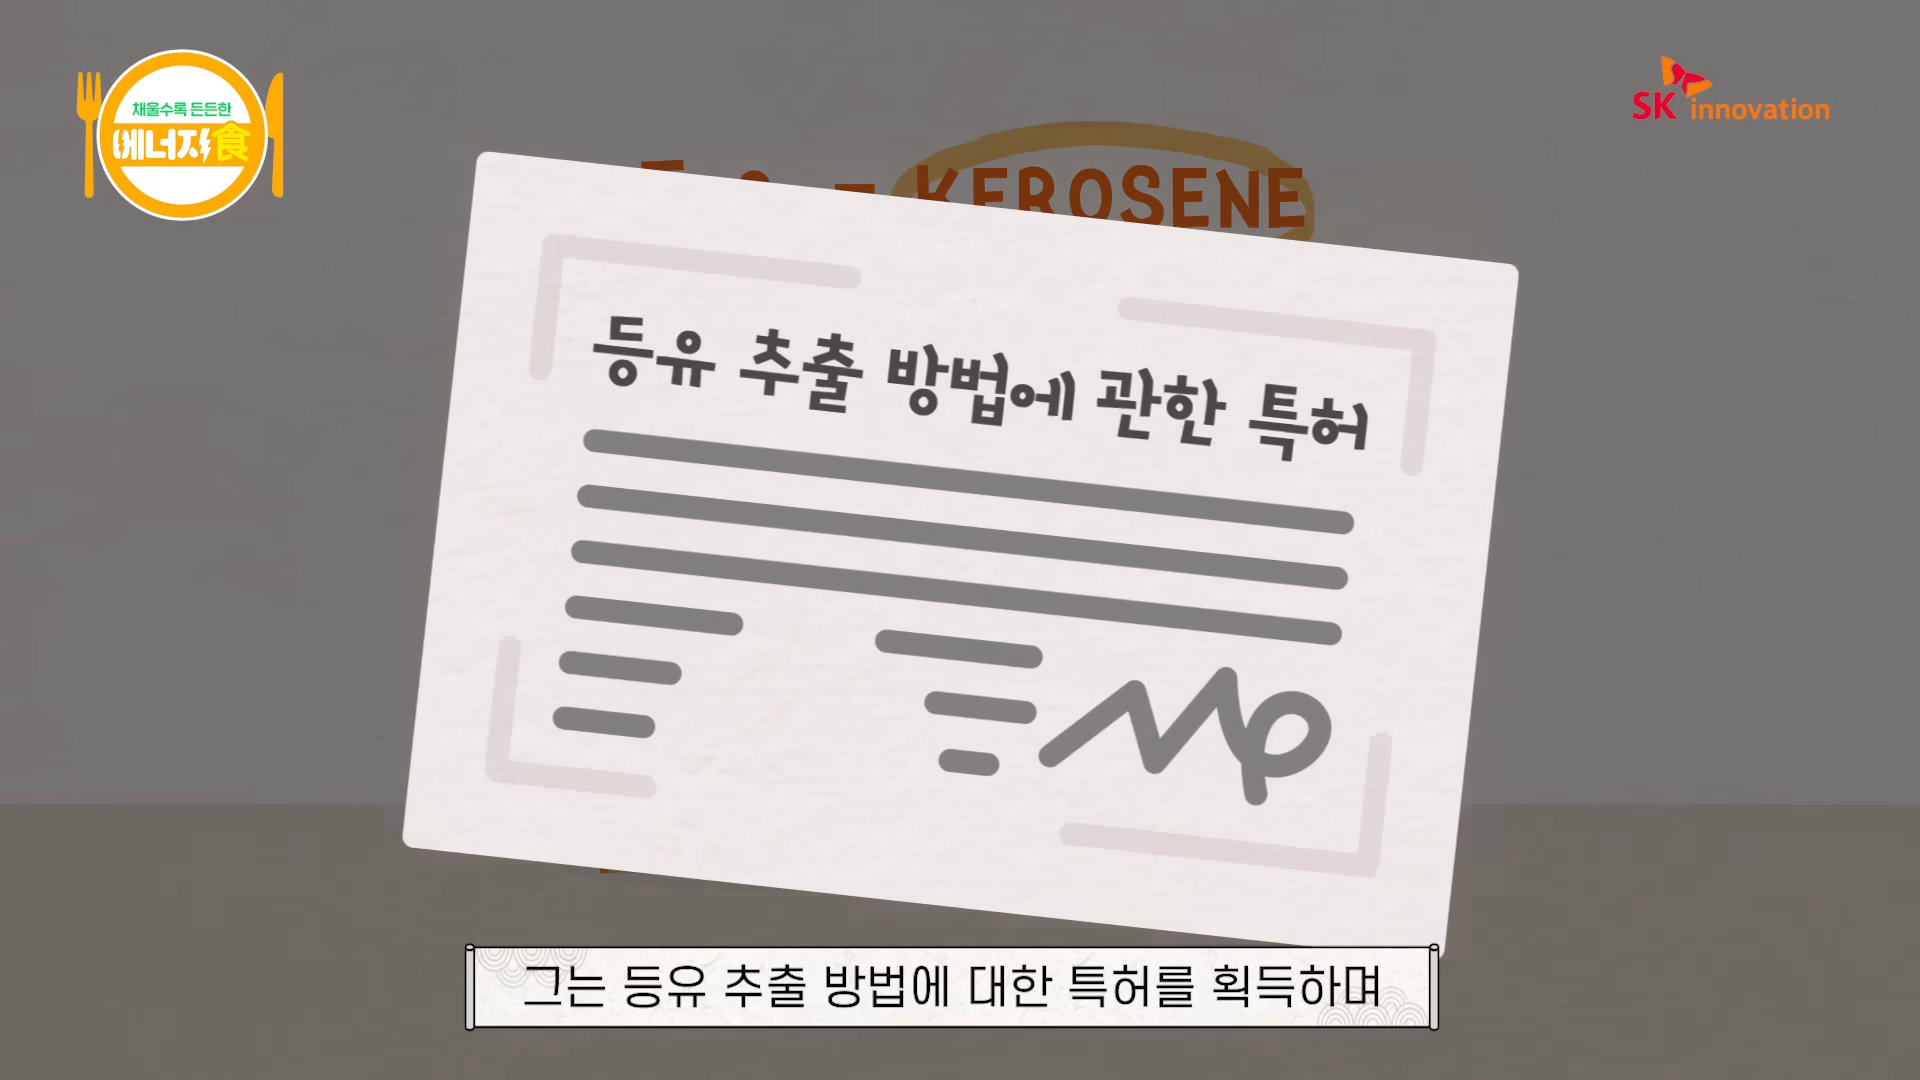 채울수록 든든한
에너지食
SK innovation
KEROSENE
등유 추출 방법에 관한 특허
그는 등유 추출 방법에 대한 특허를 획득하며